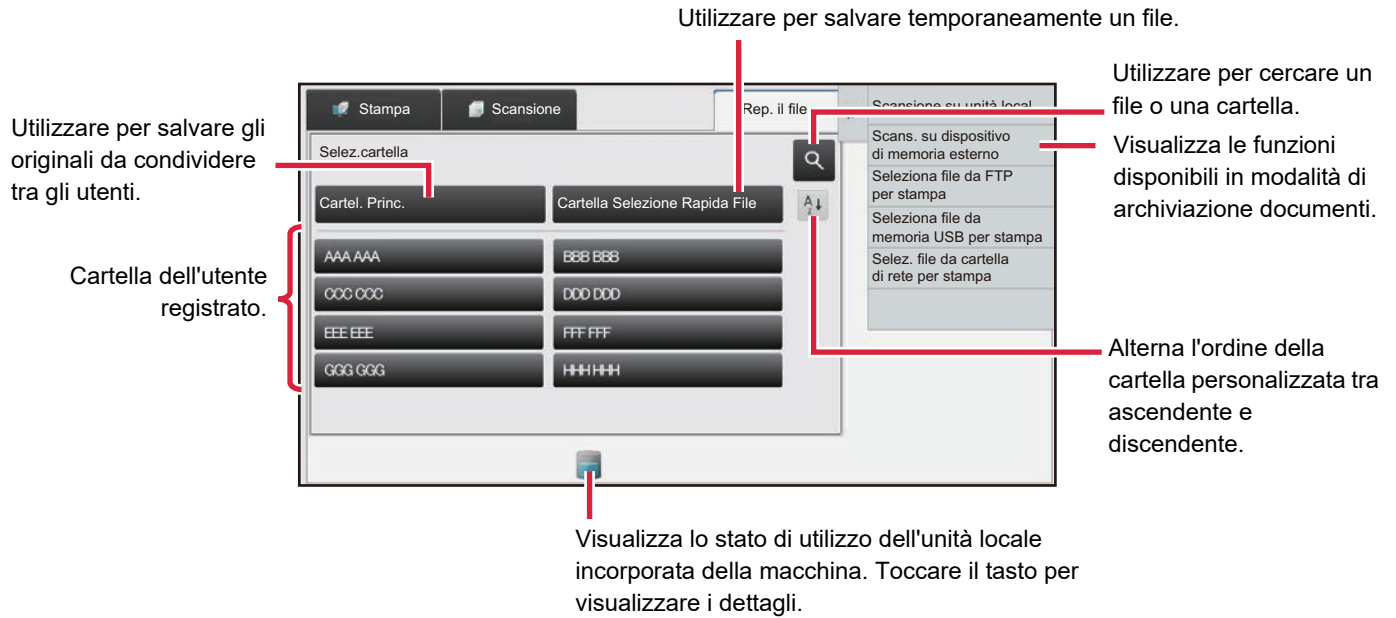 Utilizzare per salvare temporaneamente un file.
Utilizzare per cercare un
file o una cartella.
Visualizza le funzioni
disponibili in modalità di
archiviazione documenti.
Utilizzare per salvare gli
originali da condividere
tra gli utenti.
Cartella dell'utente
registrato.
Stampa
Scansione
Rep. il file
Selez.cartella
Cartel. Princ.
Cartella Selezione Rapida File
AAA AAA
BBB BBB
CCC CCC
DDD DDD
EEE EEE
FFF FFF
GGG GGG
HHH HHH
A
Z
Scansione su unità local
Scans. su dispositivo
di memoria esterno
Seleziona file da FTP
per stampa
Seleziona file da
memoria USB per stampa
Selez. file da cartella
di rete per stampa
Alterna l'ordine della
cartella personalizzata tra
ascendente e
discendente.
Visualizza lo stato di utilizzo dell'unità locale
incorporata della macchina. Toccare il tasto per
visualizzare i dettagli.